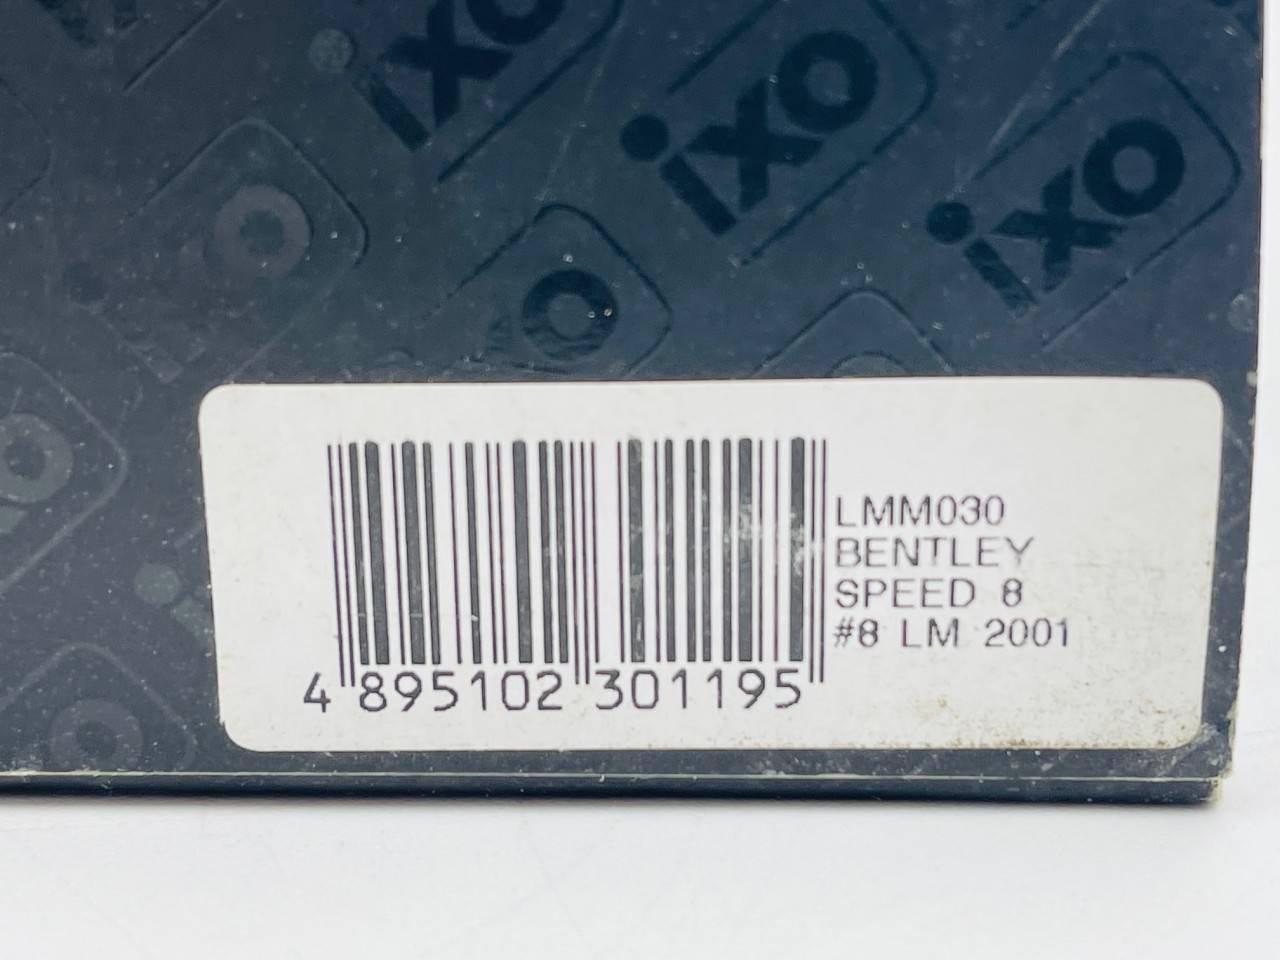 ixo
ixo
ixo
LMM030
BENTLEY
SPEED 8
#8 LM 2001
4 895102 301195